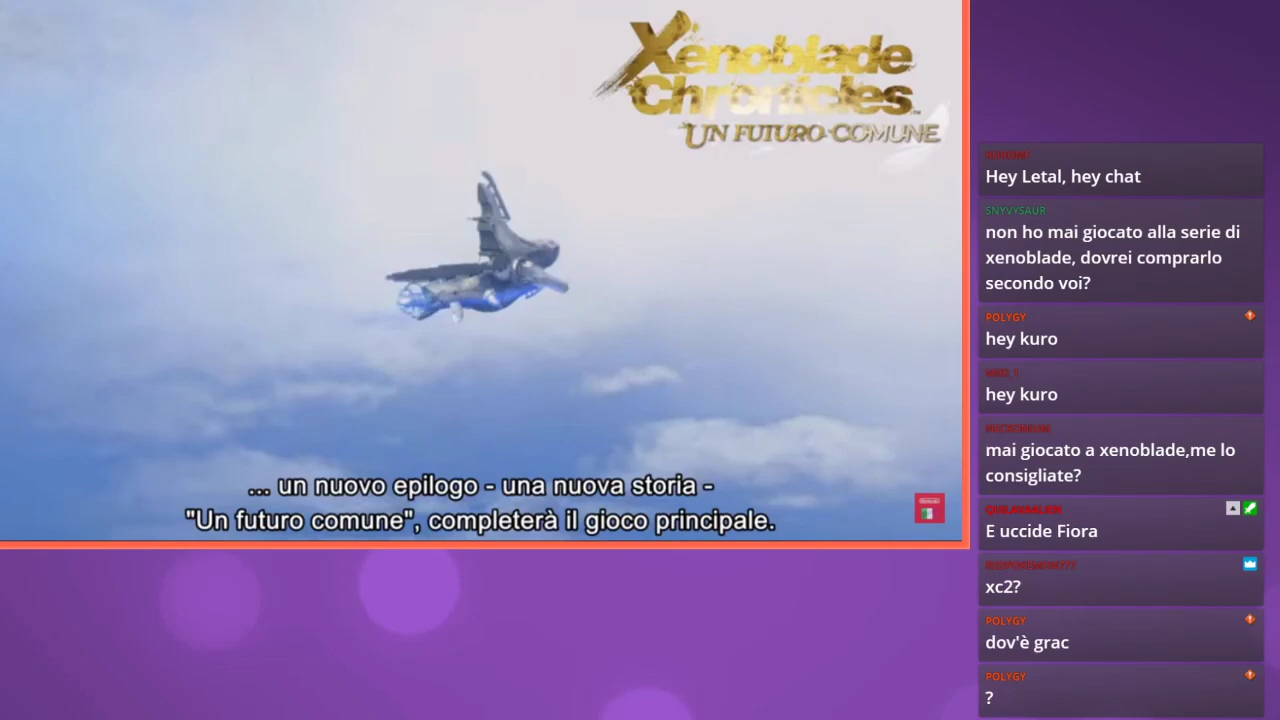 Xenoblade
Chronicles™
UN FUTURO COMUNE
... un nuovo epilogo - una nuova storia -
"Un futuro comune", completerà il gioco principale.
Nintendo
Hey Letal, hey chat
SNYVYSAUR
non ho mai giocato alla serie di
xenoblade, dovrei comprarlo
secondo voi?
POLYGY
hey kuro
hey kuro
mai giocato a xenoblade,me lo
consigliate?
E uccide Fiora
xc2?
POLYGY
dov'è grac
POLYGY
?